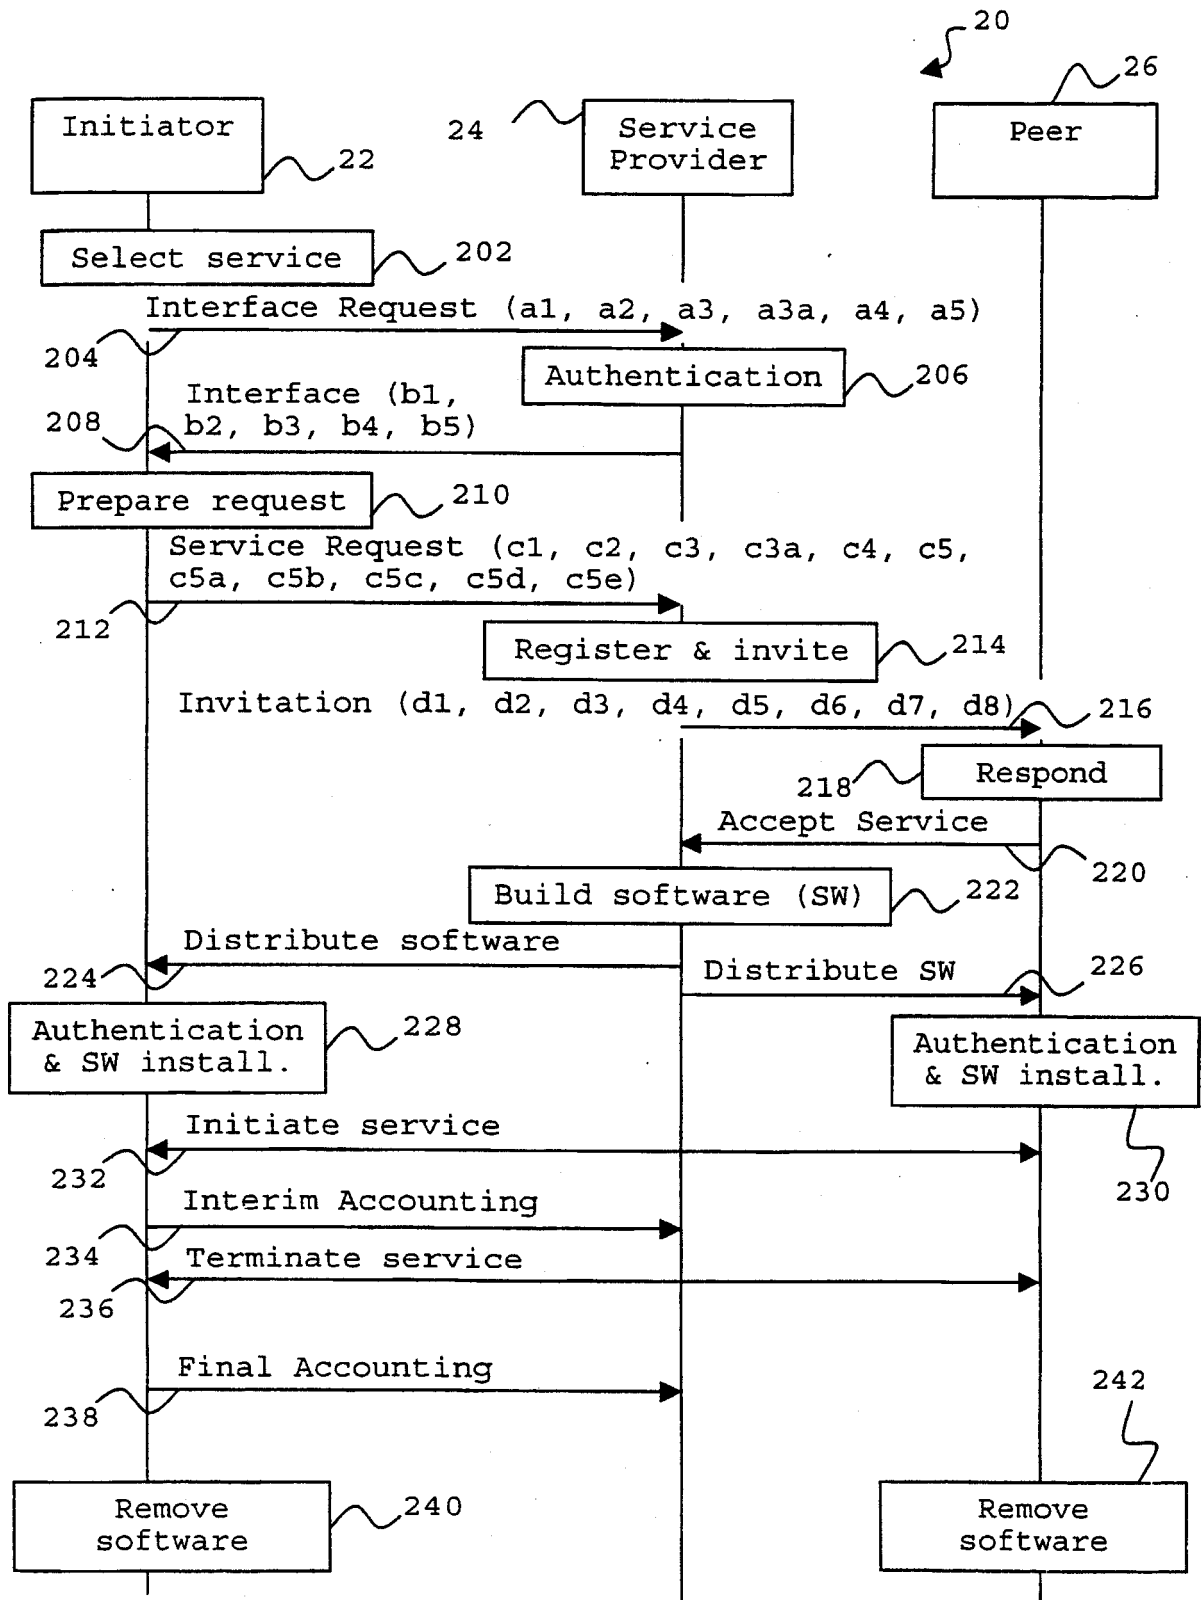 20
26
Initiator
22
24
Service
Provider
Peer
Select service
202
Interface Request (a1, a2, a3, a3a, a4, a5)
204
Authentication
206
Interface (b1,
b2, b3, b4, b5)
208
Prepare request
210
Service Request (c1, c2, c3, c3a, c4, c5,
c5a, c5b, c5c, c5d, c5e)
212
Register & invite
214
Invitation (d1, d2, d3, d4, d5, d6, d7, d8)
216
Respond
218
Accept Service
220
Build software (SW)
222
Distribute software
224
Distribute SW
226
Authentication
& SW install.
228
Authentication
& SW install.
230
Initiate service
232
Interim Accounting
234
Terminate service
236
Final Accounting
238
242
Remove
software
240
Remove
software